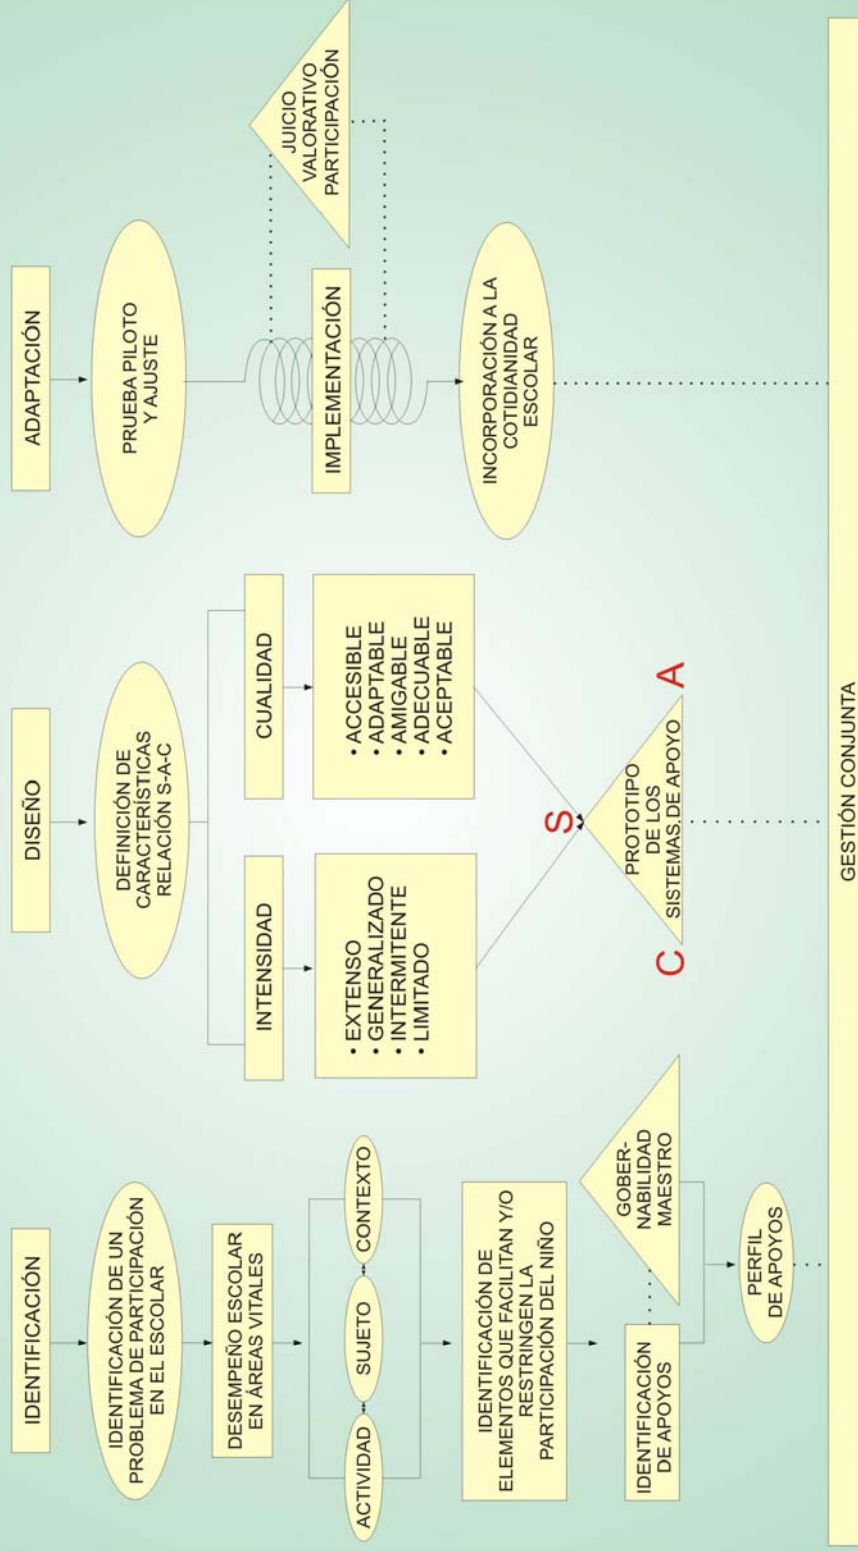 IDENTIFICACIÓN
IDENTIFICACIÓN DE UN
PROBLEMA DE PARTICIPACIÓN
EN EL ESCOLAR
DESEMPEÑO ESCOLAR
EN ÁREAS VITALES
ACTIVIDAD
SUJETO
CONTEXTO
IDENTIFICACIÓN DE
ELEMENTOS QUE FACILITAN Y/O
RESTRINGEN LA
PARTICIPACIÓN DEL NIÑO
IDENTIFICACIÓN
DE APOYOS
GOBER-
NABILIDAD
MAESTRO
PERFIL
DE APOYOS
DISEÑO
DEFINICIÓN DE
CARACTERÍSTICAS
RELACIÓN S-A-C
INTENSIDAD
• EXTENSO
• GENERALIZADO
• INTERMITENTE
• LIMITADO
CUALIDAD
• ACCESIBLE
• ADAPTABLE
• AMIGABLE
• ADECUABLE
• ACEPTABLE
S
PROTOTIPO
DE LOS
SISTEMAS DE APOYO
C
A
ADAPTACIÓN
PRUEBA PILOTO
Y AJUSTE
IMPLEMENTACIÓN
JUICIO
VALORATIVO
PARTICIPACIÓN
INCORPORACIÓN A LA
COTIDIANIDAD
ESCOLAR
GESTIÓN CONJUNTA